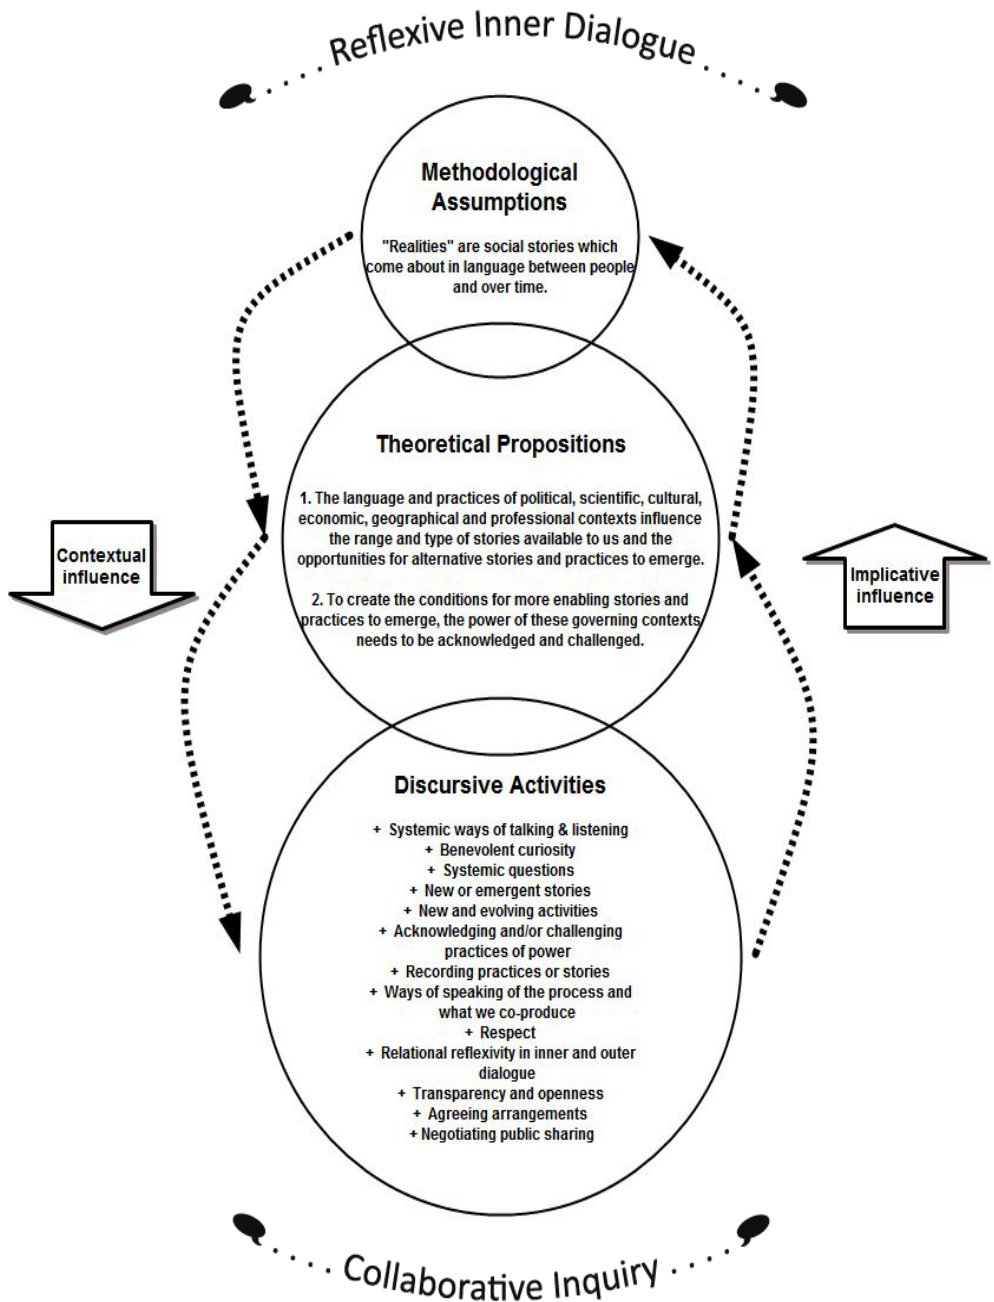 Reflexive Inner Dialogue
Methodological
Assumptions
"Realities" are social stories which
come about in language between people
and over time.
Theoretical Propositions
1. The language and practices of political, scientific, cultural,
economic, geographical and professional contexts influence
the range and type of stories available to us and the
opportunities for alternative stories and practices to emerge.
2. To create the conditions for more enabling stories and
practices to emerge, the power of these governing contexts
needs to be acknowledged and challenged.
Contextual
influence
Implicative
influence
Discursive Activities
+ Systemic ways of talking & listening
+ Benevolent curiosity
+ Systemic questions
+ New or emergent stories
+ New and evolving activities
+ Acknowledging and/or challenging
practices of power
+ Recording practices or stories
+ Ways of speaking of the process and
what we co-produce
+ Respect
+ Relational reflexivity in inner and outer
dialogue
+ Transparency and openness
+ Agreeing arrangements
+ Negotiating public sharing
Collaborative Inquiry